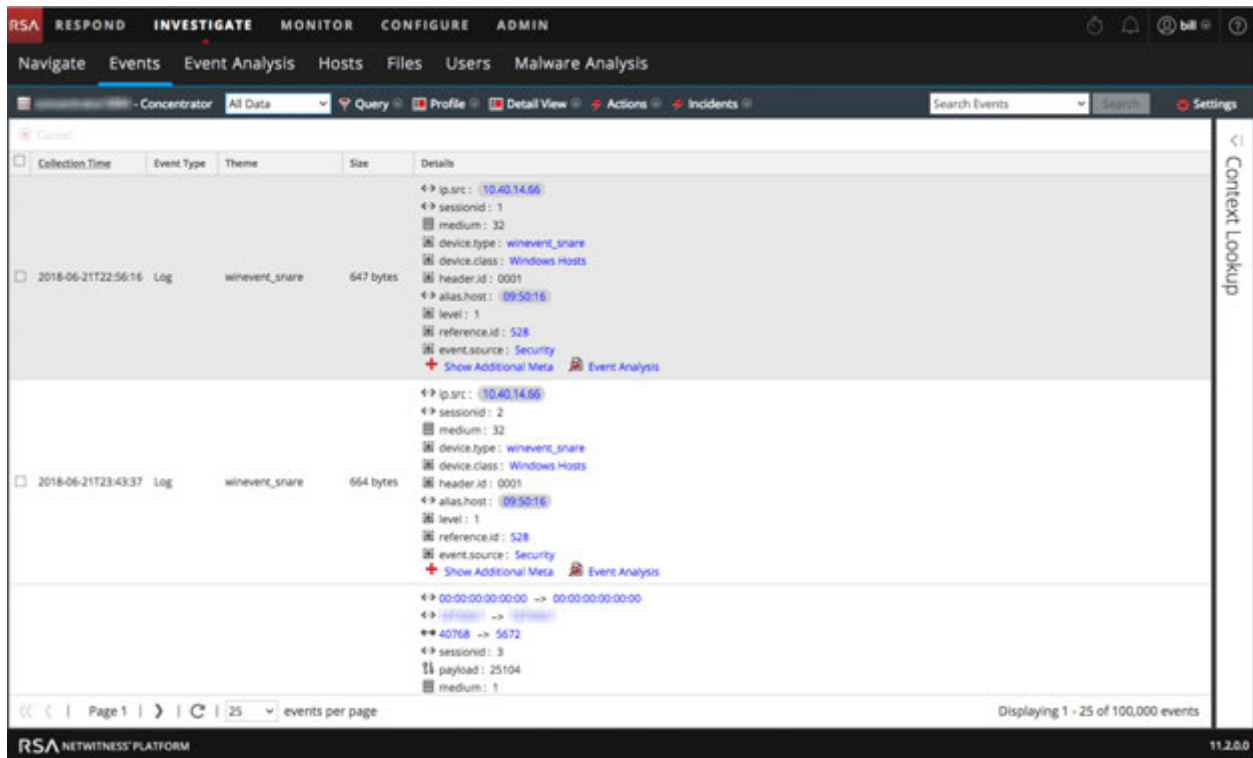 RSA RESPOND INVESTIGATE MONITOR CONFIGURE ADMIN bill
Navigate Events Event Analysis Hosts Files Users Malware Analysis
- Concentrator All Data Query Profile Detail View Actions Incidents Search Events Search Settings
Cancel
Collection Time Event Type Theme Size Details
Context Lookup
ip.src : 10.40.14.66
sessionid : 1
medium : 32
device.type : winevent_snare
device.class : Windows Hosts
2018-06-21T22:56:16 Log winevent_snare 647 bytes header.id : 0001
alias.host : 09:50:16
level : 1
reference.id : 528
event.source : Security
Show Additional Meta Event Analysis
ip.src : 10.40.14.66
sessionid : 2
medium : 32
device.type : winevent_snare
device.class : Windows Hosts
2018-06-21T23:43:37 Log winevent_snare 664 bytes header.id : 0001
alias.host : 09:50:16
level : 1
reference.id : 528
event.source : Security
Show Additional Meta Event Analysis
00:00:00:00:00:00 -> 00:00:00:00:00:00
->
40768 -> 5672
sessionid : 3
payload : 25104
medium : 1
Page 1 25 events per page Displaying 1 - 25 of 100,000 events
RSA NETWITNESS® PLATFORM 11.2.0.0